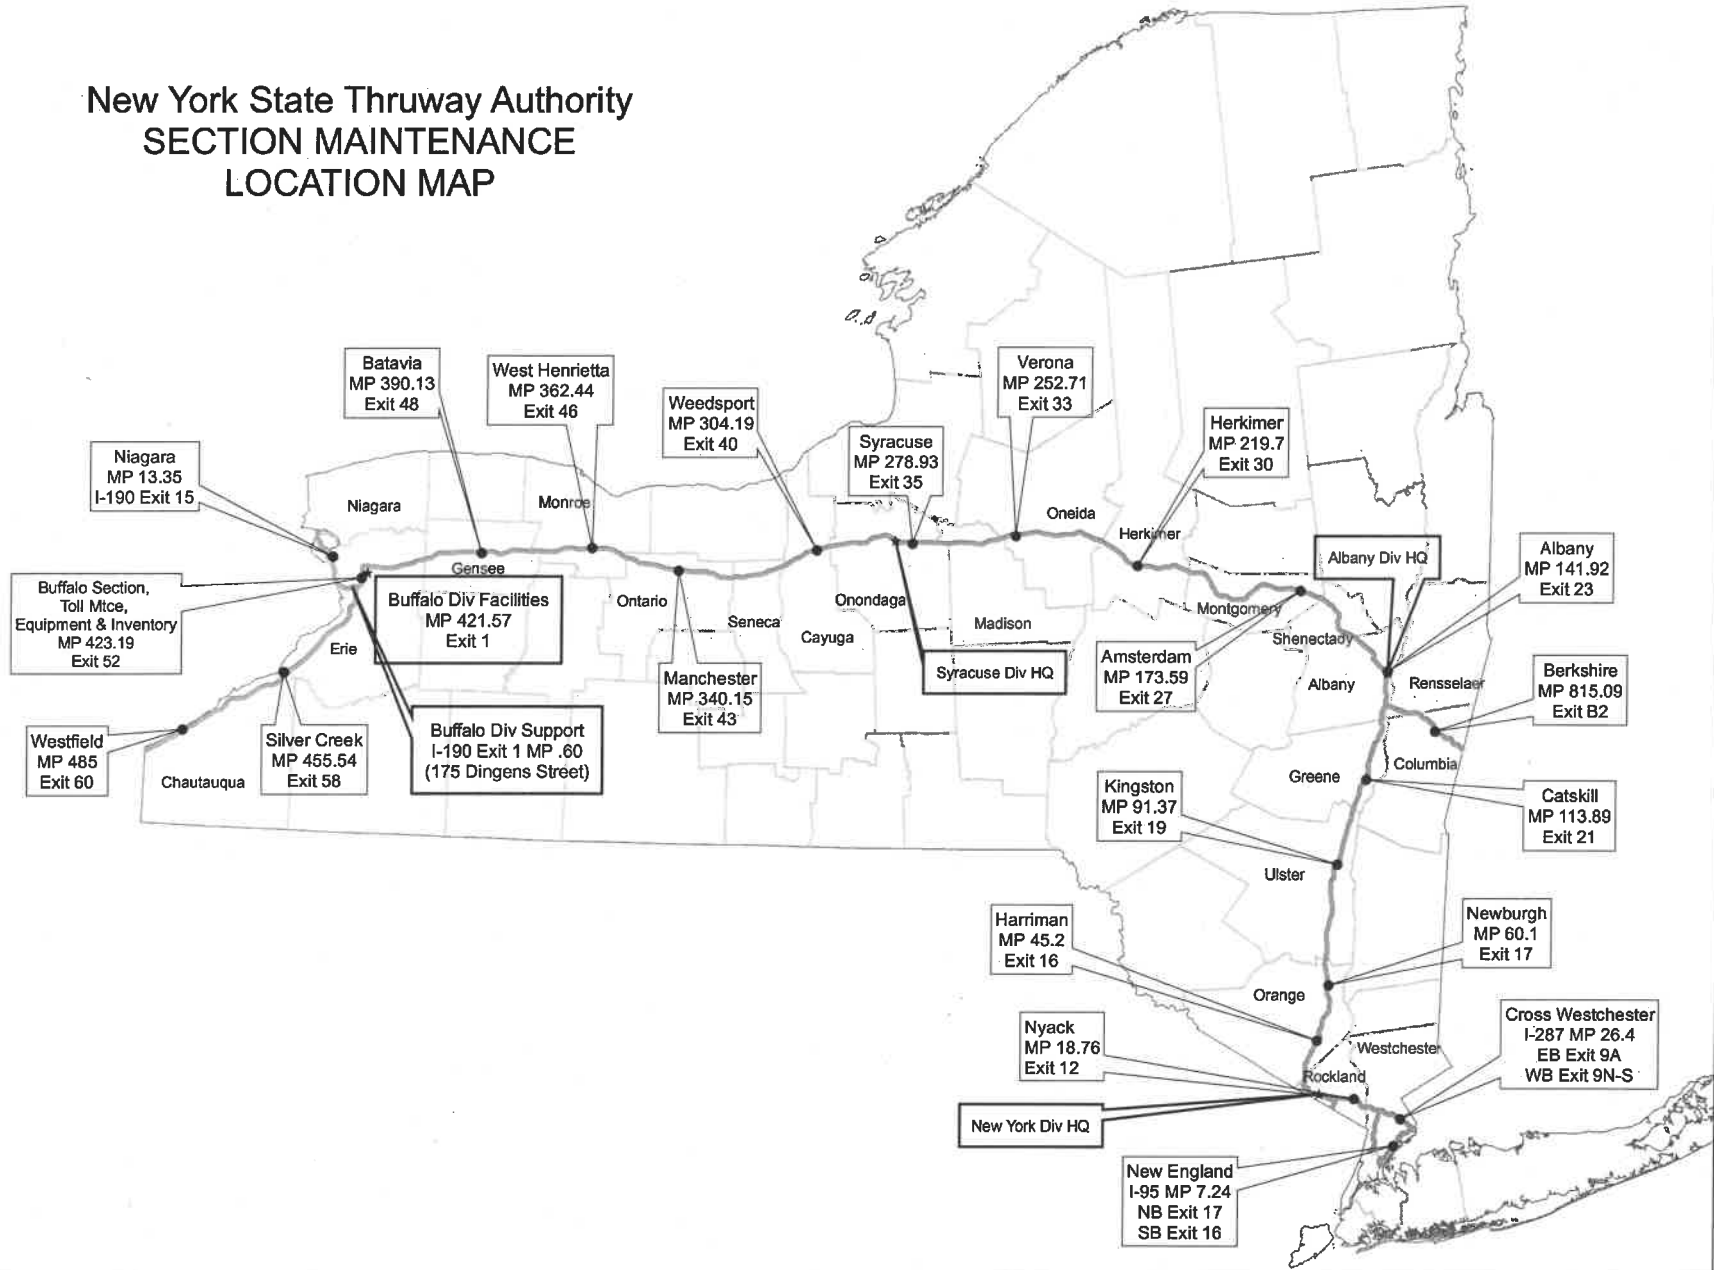 New York State Thruway Authority
SECTION MAINTENANCE
LOCATION MAP
Batavia
MP 390.13
Exit 48
West Henrietta
MP 362.44
Exit 46
Weedsport
MP 304.19
Exit 40
Verona
MP 252.71
Exit 33
Syracuse
MP 278.93
Exit 35
Herkimer
MP 219.7
Exit 30
Niagara
MP 13.35
I-190 Exit 15
Niagara
Monroe
Oneida
Herkimer
Albany Div HQ
Albany
MP 141.92
Exit 23
Gensee
Buffalo Section,
Toll Mtce,
Equipment & Inventory
MP 423.19
Exit 52
Buffalo Div Facilities
MP 421.57
Exit 1
Ontario
Seneca
Onondaga
Cayuga
Madison
Montgomery
Shenectady
Erie
Syracuse Div HQ
Manchester
MP 340.15
Exit 43
Amsterdam
MP 173.59
Exit 27
Albany
Rensselaer
Berkshire
MP 815.09
Exit B2
Westfield
MP 485
Exit 60
Silver Creek
MP 455.54
Exit 58
Buffalo Div Support
I-190 Exit 1 MP .60
(175 Dingens Street)
Chautauqua
Greene
Columbia
Kingston
MP 91.37
Exit 19
Catskill
MP 113.89
Exit 21
Ulster
Harriman
MP 45.2
Exit 16
Newburgh
MP 60.1
Exit 17
Orange
Nyack
MP 18.76
Exit 12
Westchester
Cross Westchester
I-287 MP 26.4
EB Exit 9A
WB Exit 9N-S
Rockland
New York Div HQ
New England
I-95 MP 7.24
NB Exit 17
SB Exit 16